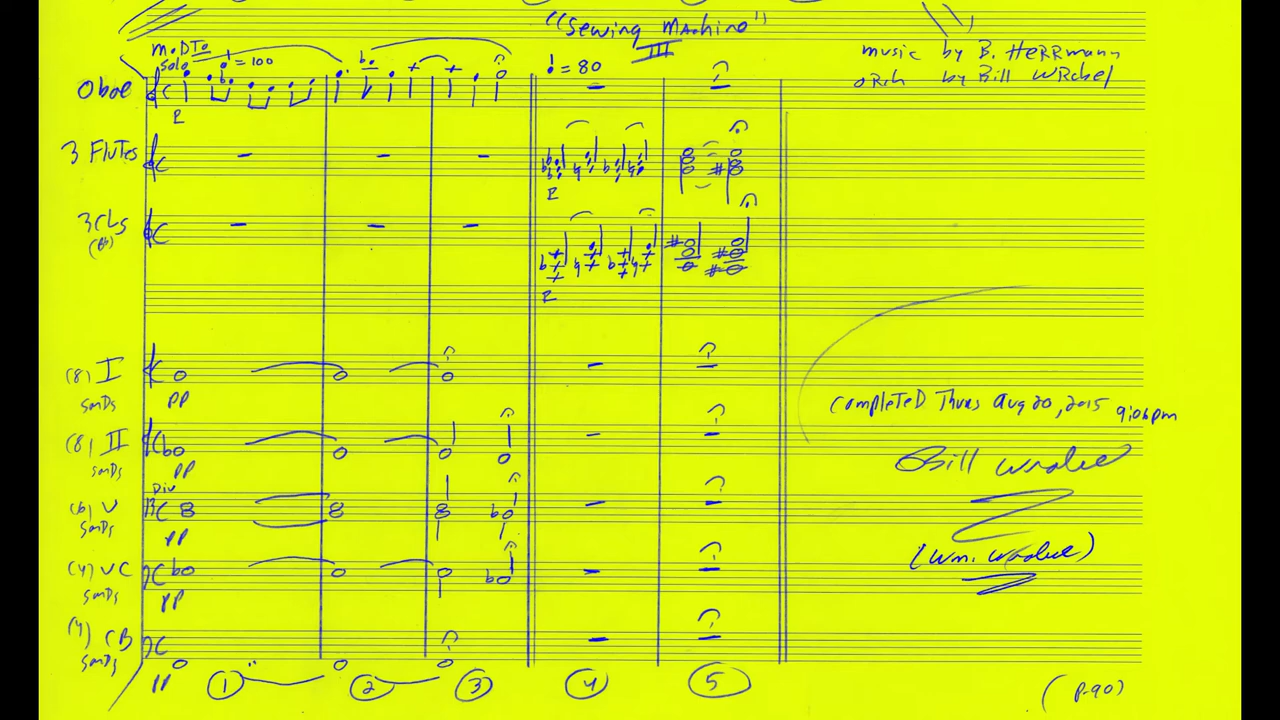 "Sewing Machine"
III
music by B. Herrmann
orch by Bill Wrobel
moDTo
solo ♩=100
♩=80
Oboe
P
3 Flutes
P
3 CLS
(Bb)
P
(8) I
sords
PP
(8) II
sords
PP
Div
(6) V
sords
PP
(4) VC
sords
PP
(4) CB
sords
PP
1 2 3 4 5
Completed Thurs Aug 20, 2015 9:06 pm
Bill Wrobel
(Wm. Wrobel)
(p. 90)